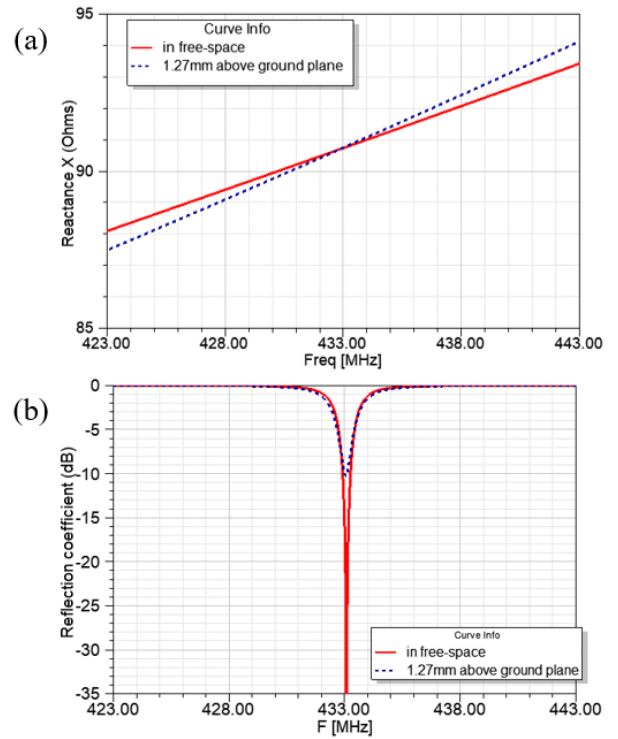 (a)
95
90
85
Reactance X (Ohms)
Curve Info
in free-space
1.27mm above ground plane
423.00 428.00 433.00 438.00 443.00
Freq [MHz]
(b)
0
-5
-10
-15
-20
-25
-30
-35
Reflection coefficient (dB)
Curve Info
in free-space
1.27mm above ground plane
423.00 428.00 433.00 438.00 443.00
F [MHz]